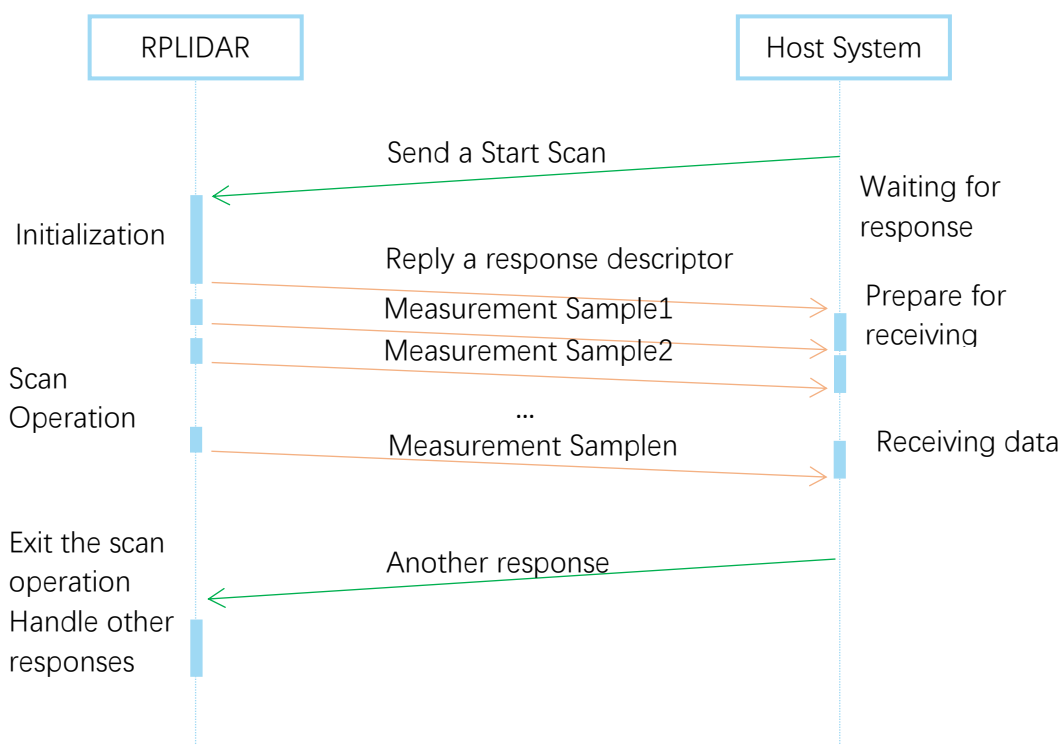 RPLIDAR
Host System
Send a Start Scan
Waiting for
response
Initialization
Reply a response descriptor
Prepare for
receiving
Measurement Sample1
Measurement Sample2
Scan
Operation
...
Measurement Samplen
Receiving data
Exit the scan
operation
Handle other
responses
Another response